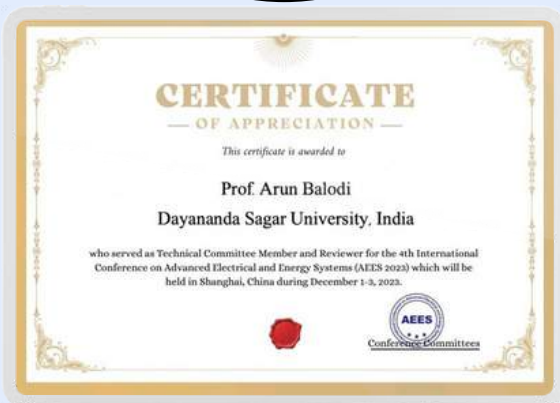 CERTIFICATE
— OF APPRECIATION —
This certificate is awarded to
Prof. Arun Balodi
Dayananda Sagar University, India
who served as Technical Committee Member and Reviewer for the 4th International
Conference on Advanced Electrical and Energy Systems (AEES 2023) which will be
held in Shanghai, China during December 1-3, 2023.
AEES
Conference Committees